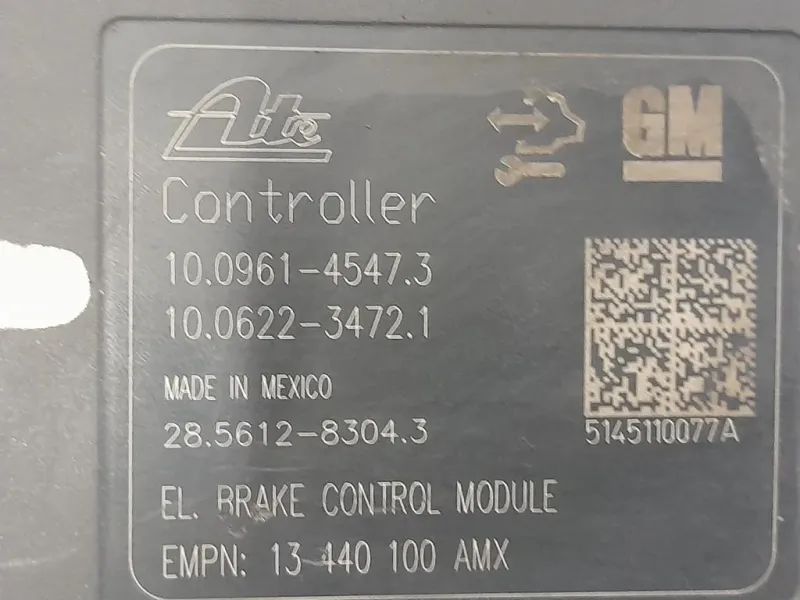 Ate
GM
Controller
10.0961-4547.3
10.0622-3472.1
MADE IN MEXICO
28.5612-8304.3
5145110077A
EL. BRAKE CONTROL MODULE
EMPN: 13 440 100 AMX